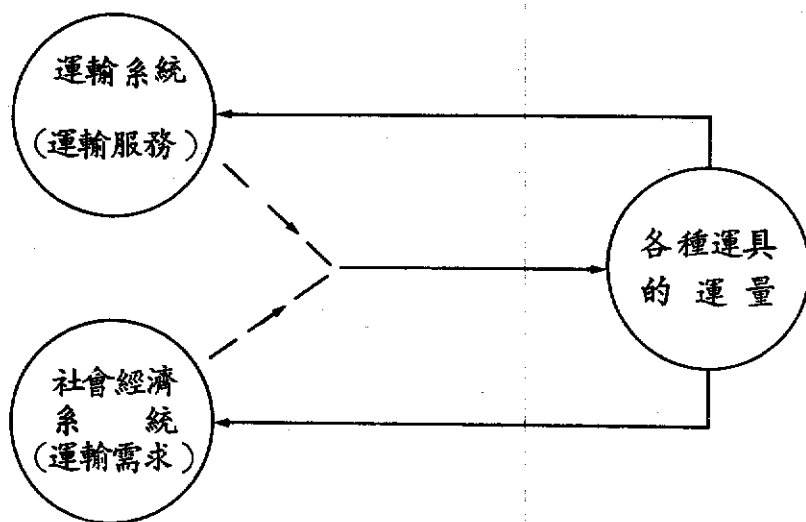 運輸系統
(運輸服務)
各種運具
的運量
社會經濟
系統
(運輸需求)